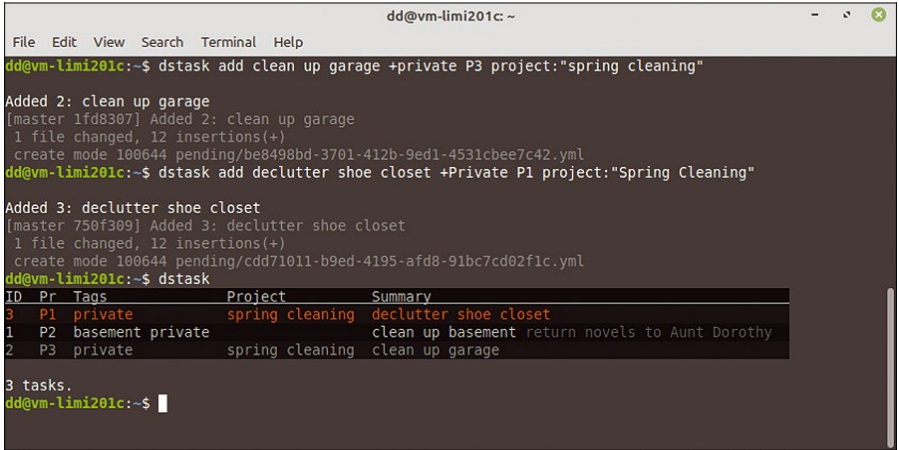 dd@vm-limi201c: ~
File Edit View Search Terminal Help
dd@vm-limi201c:~$ dstask add clean up garage +private P3 project:"spring cleaning"
Added 2: clean up garage
[master 1fd8307] Added 2: clean up garage
1 file changed, 12 insertions(+)
create mode 100644 pending/be8498bd-3701-412b-9ed1-4531cbee7c42.yml
dd@vm-limi201c:~$ dstask add declutter shoe closet +Private P1 project:"Spring Cleaning"
Added 3: declutter shoe closet
[master 750f309] Added 3: declutter shoe closet
1 file changed, 12 insertions(+)
create mode 100644 pending/cdd71011-b9ed-4195-afd8-91bc7cd02f1c.yml
dd@vm-limi201c:~$ dstask
ID Pr Tags Project Summary
3 P1 private spring cleaning declutter shoe closet
1 P2 basement private clean up basement return novels to Aunt Dorothy
2 P3 private spring cleaning clean up garage
3 tasks.
dd@vm-limi201c:~$